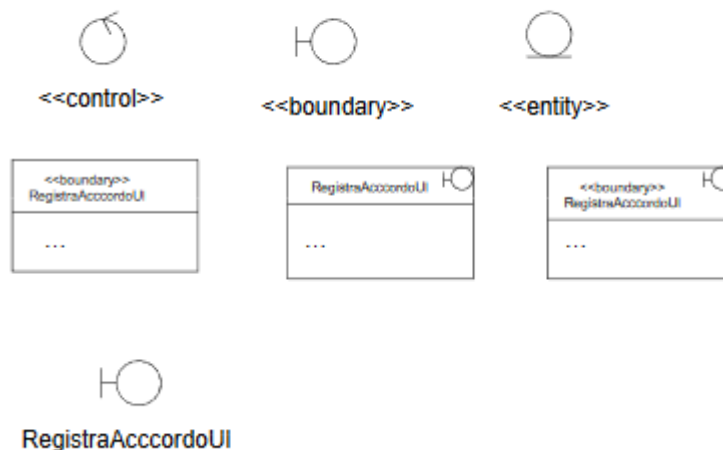 <<control>>
<<boundary>>
<<entity>>
<<boundary>>
RegistraAcccordoUI
...
RegistraAcccordoUI
...
<<boundary>>
RegistraAcccordoUI
...
RegistraAcccordoUI